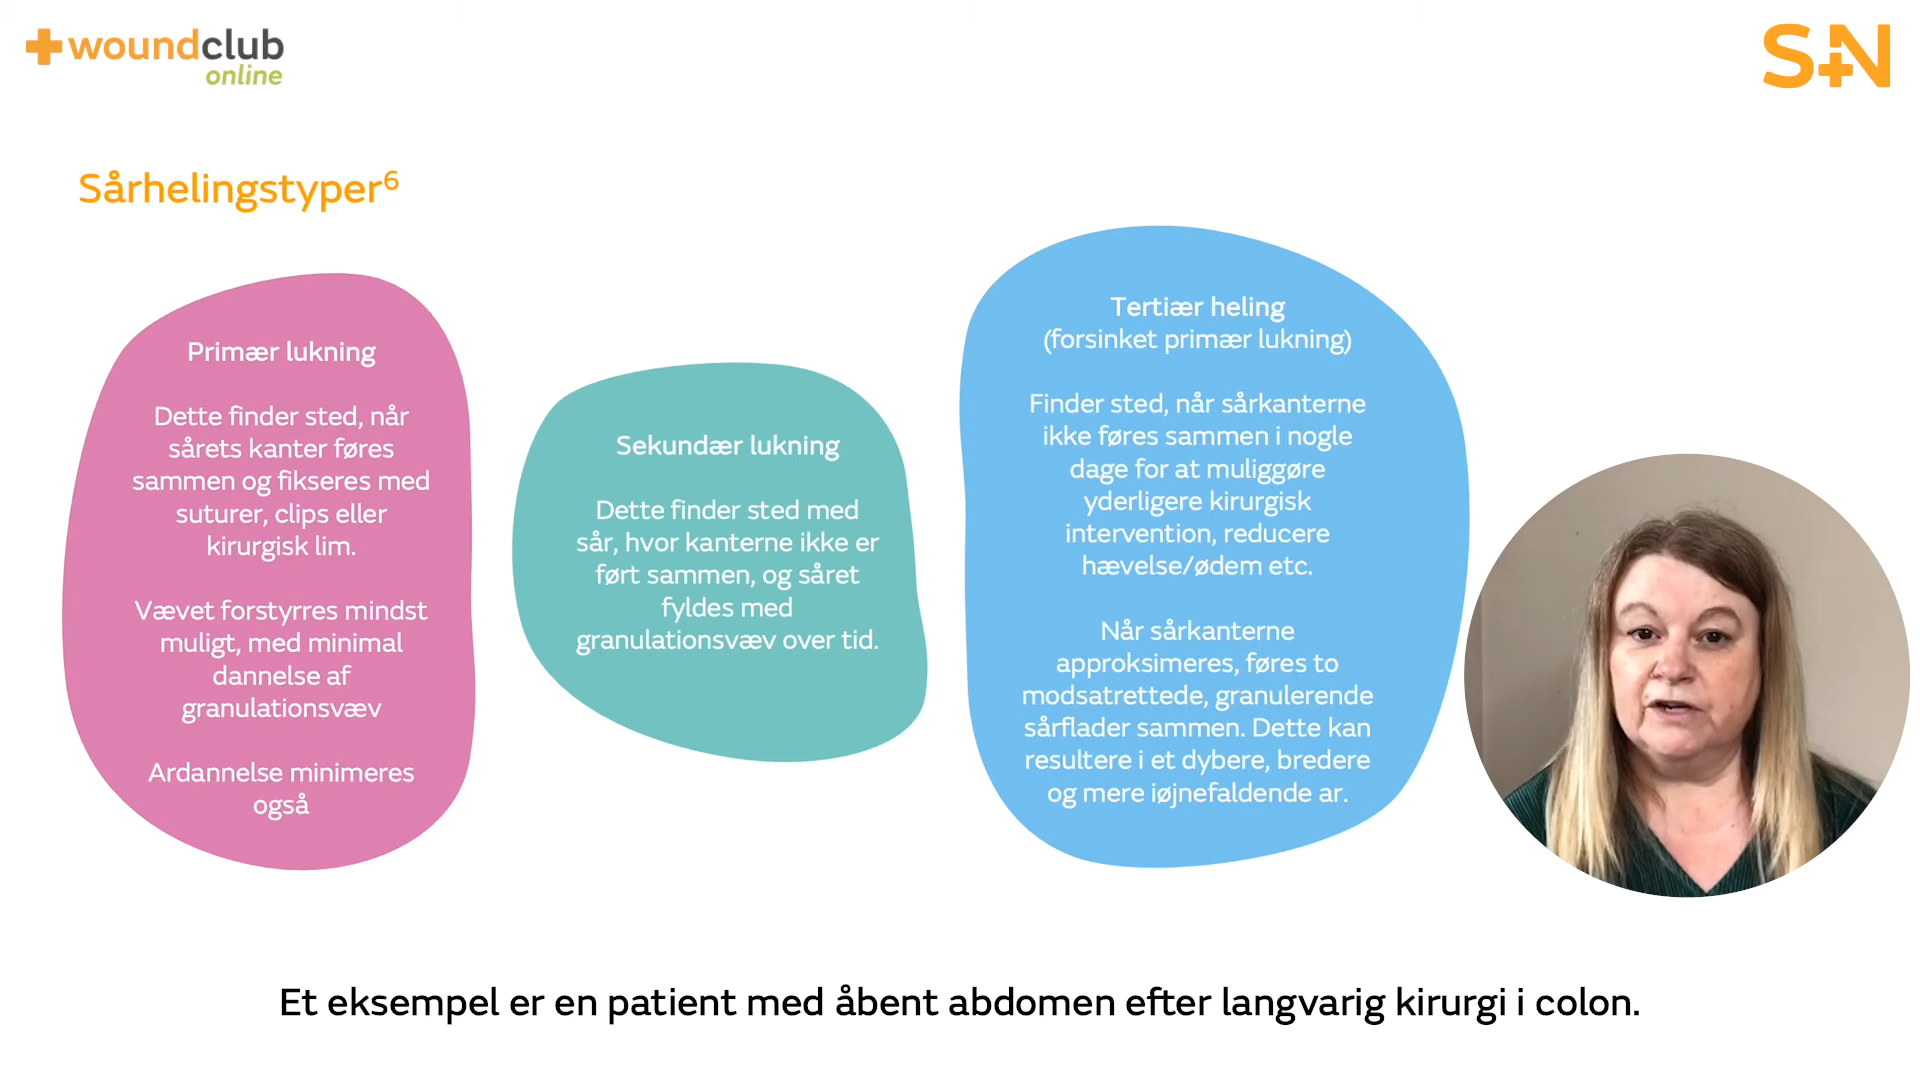 woundclub
online
S+N
Sårhelingstyper⁶
Primær lukning
Dette finder sted, når
sårets kanter føres
sammen og fikseres med
suturer, clips eller
kirurgisk lim.
Vævet forstyrres mindst
muligt, med minimal
dannelse af
granulationsvæv
Ardannelse minimeres
også
Sekundær lukning
Dette finder sted med
sår, hvor kanterne ikke er
ført sammen, og såret
fyldes med
granulationsvæv over tid.
Tertiær heling
(forsinket primær lukning)
Finder sted, når sårkanterne
ikke føres sammen i nogle
dage for at muliggøre
yderligere kirurgisk
intervention, reducere
hævelse/ødem etc.
Når sårkanterne
approksimeres, føres to
modsatrettede, granulerende
sårflader sammen. Dette kan
resultere i et dybere, bredere
og mere iøjnefaldende ar.
Et eksempel er en patient med åbent abdomen efter langvarig kirurgi i colon.